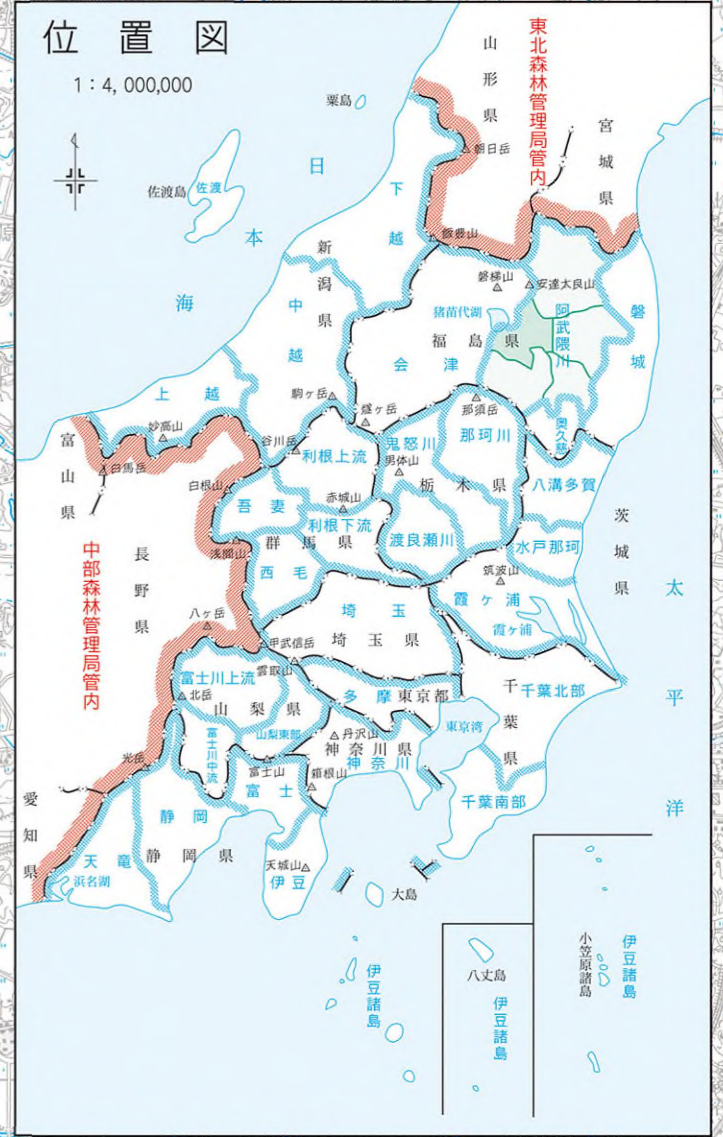 位置図
1：4,000,000
山形県
東北森林管理局管内
宮城県
粟島
朝日岳
日本海
佐渡島
佐渡
下越
飯豊山
新潟県
磐梯山
安達太良山
中越
猪苗代湖
福島県
阿武隈川
磐城
会津
上越
駒ヶ岳
燧ヶ岳
那須岳
奥久慈
妙高山
谷川岳
利根上流
鬼怒川
那珂川
富山県
白馬岳
男体山
白根山
栃木県
八溝多賀
吾妻
赤城山
利根下流
渡良瀬川
茨城県
浅間山
群馬県
水戸那珂
中部森林管理局管内
長野県
西毛
筑波山
霞ヶ浦
霞ヶ浦
太平洋
埼玉
埼玉県
八ヶ岳
甲武信岳
雲取山
富士川上流
北岳
山梨県
多摩
東京都
千葉県
千葉北部
東京湾
富士川中流
山梨東部
丹沢山
神奈川県
神奈川
光岳
富士山
箱根山
富士
千葉南部
愛知県
静岡
静岡県
天竜
浜名湖
天城山
伊豆
大島
伊豆諸島
八丈島
伊豆諸島
小笠原諸島
伊豆諸島